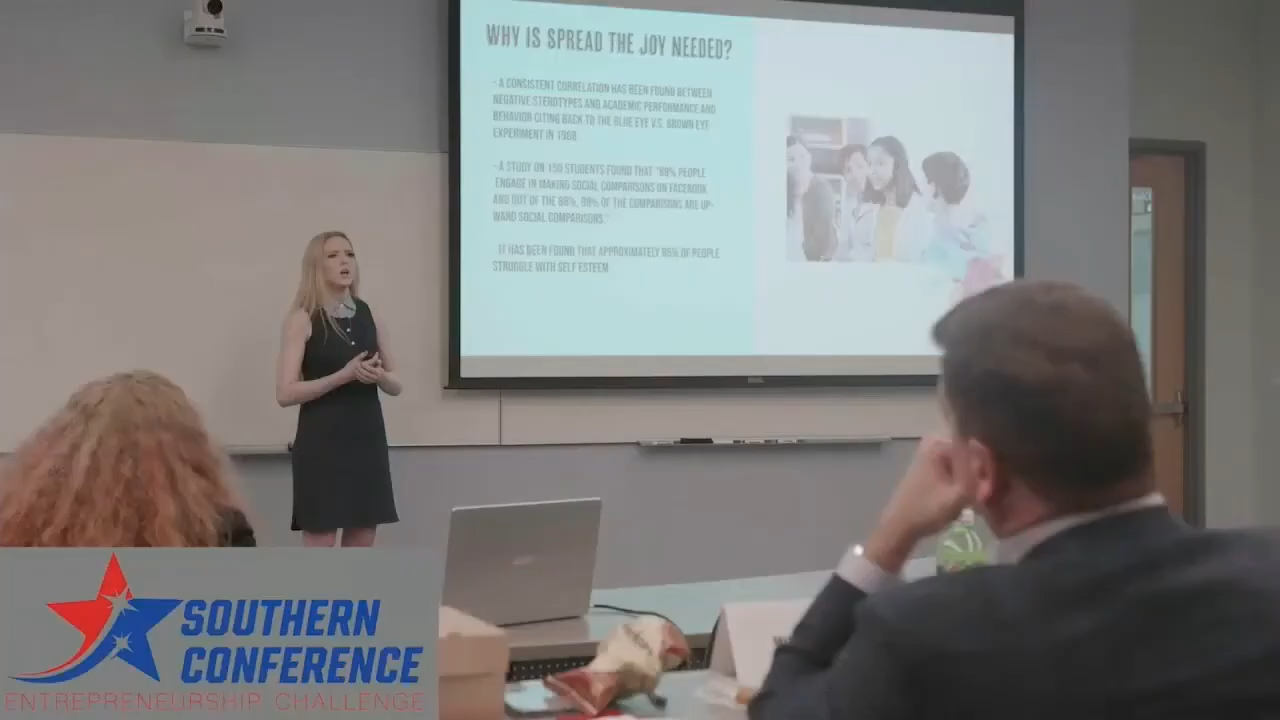 WHY IS SPREAD THE JOY NEEDED?
- A CONSISTENT CORRELATION HAS BEEN FOUND BETWEEN
NEGATIVE STEROTYPES AND ACADEMIC PERFORMANCE AND
BEHAVIOR CITING BACK TO THE BLUE EYE V.S. BROWN EYE
EXPERIMENT IN 1968
- A STUDY ON 150 STUDENTS FOUND THAT "88% PEOPLE
ENGAGE IN MAKING SOCIAL COMPARISONS ON FACEBOOK
AND OUT OF THE 88%, 98% OF THE COMPARISONS ARE UP-
WARD SOCIAL COMPARISONS."
IT HAS BEEN FOUND THAT APPROXIMATELY 85% OF PEOPLE
STRUGGLE WITH SELF ESTEEM
SOUTHERN
CONFERENCE
ENTREPRENEURSHIP CHALLENGE